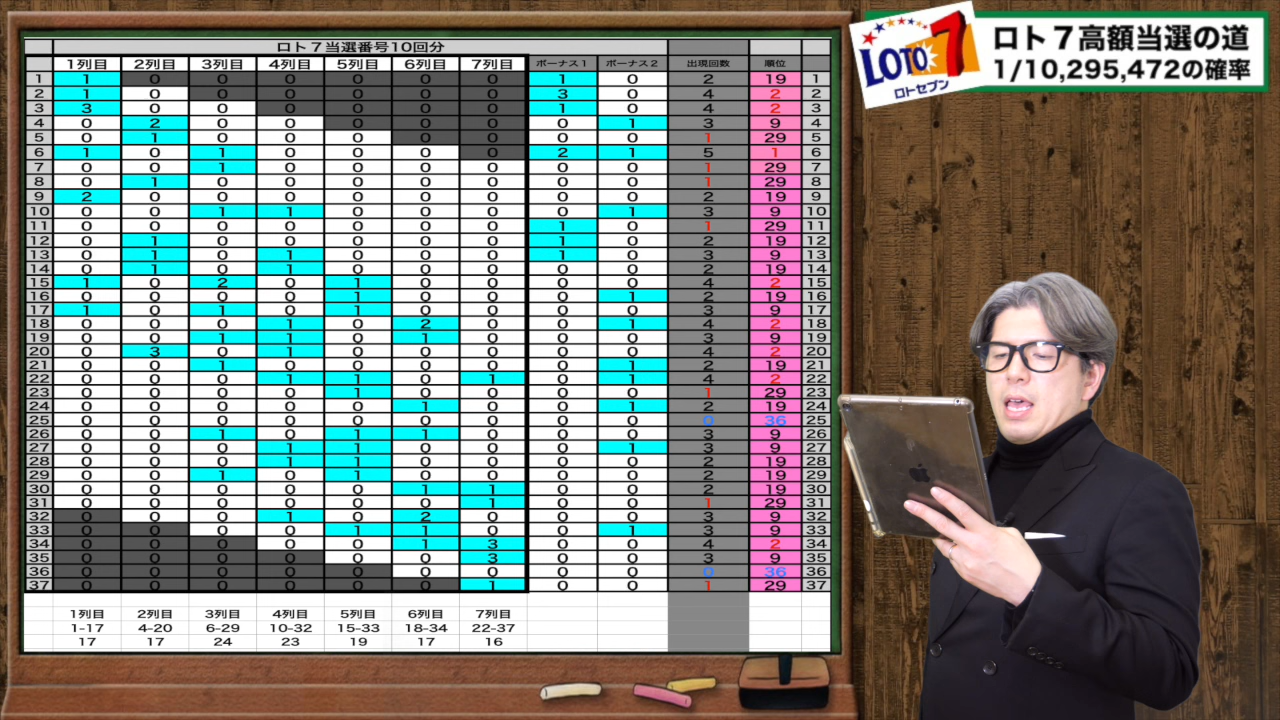 ロト７当選番号10回分
1列目 2列目 3列目 4列目 5列目 6列目 7列目 ボーナス１ ボーナス２ 出現回数 順位
1 1 0 0 0 0 0 0 1 0 2 19 1
2 1 0 0 0 0 0 0 3 0 4 2 2
3 3 0 0 0 0 0 0 1 0 4 2 3
4 0 2 0 0 0 0 0 0 1 3 9 4
5 0 1 0 0 0 0 0 0 0 1 29 5
6 1 0 1 0 0 0 0 2 1 5 1 6
7 0 0 1 0 0 0 0 0 0 1 29 7
8 0 1 0 0 0 0 0 0 0 1 29 8
9 2 0 0 0 0 0 0 0 0 2 19 9
10 0 0 1 1 0 0 0 0 1 3 9 10
11 0 0 0 0 0 0 0 1 0 1 29 11
12 0 1 0 0 0 0 0 1 0 2 19 12
13 0 1 0 1 0 0 0 1 0 3 9 13
14 0 1 0 1 0 0 0 0 0 2 19 14
15 1 0 2 0 1 0 0 0 0 4 2 15
16 0 0 0 0 1 0 0 0 1 2 19 16
17 1 0 1 0 1 0 0 0 0 3 9 17
18 0 0 0 1 0 2 0 0 1 4 2 18
19 0 0 1 1 0 1 0 0 0 3 9 19
20 0 3 0 1 0 0 0 0 0 4 2 20
21 0 0 1 0 0 0 0 0 1 2 19 21
22 0 0 0 1 1 0 1 0 1 4 2 22
23 0 0 0 0 1 0 0 0 0 1 29 23
24 0 0 0 0 0 1 0 0 1 2 19 24
25 0 0 0 0 0 0 0 0 0 0 36 25
26 0 0 1 0 1 1 0 0 0 3 9 26
27 0 0 0 1 1 0 0 0 1 3 9 27
28 0 0 0 1 1 0 0 0 0 2 19 28
29 0 0 1 0 1 0 0 0 0 2 19 29
30 0 0 0 0 0 1 1 0 0 2 19 30
31 0 0 0 0 0 0 1 0 0 1 29 31
32 0 0 0 1 0 2 0 0 0 3 9 32
33 0 0 0 0 1 1 0 0 1 3 9 33
34 0 0 0 0 0 1 3 0 0 4 2 34
35 0 0 0 0 0 0 3 0 0 3 9 35
36 0 0 0 0 0 0 0 0 0 0 36 36
37 0 0 0 0 0 0 1 0 0 1 29 37
1列目 2列目 3列目 4列目 5列目 6列目 7列目
1-17 4-20 6-29 10-32 15-33 18-34 22-37
17 17 24 23 19 17 16
LOTO7
ロトセブン
ロト７高額当選の道
1/10,295,472の確率